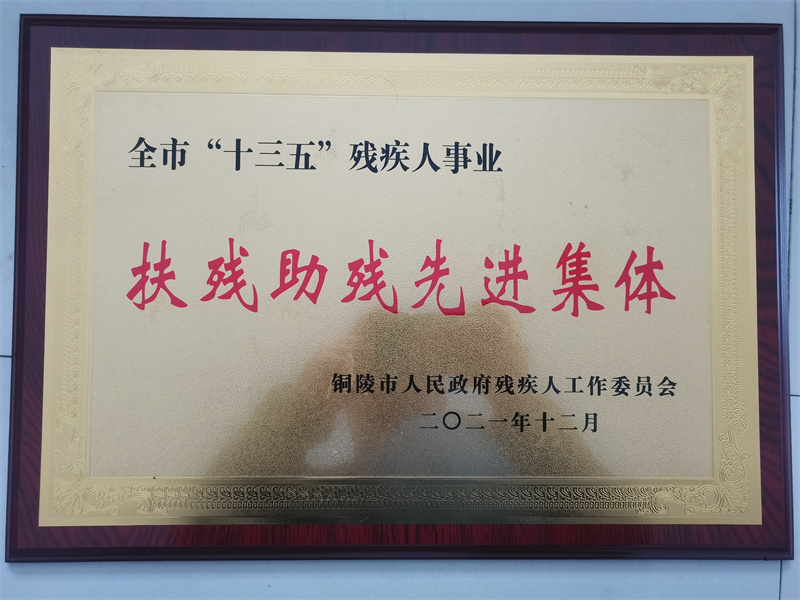 全市“十三五”残疾人事业
扶残助残先进集体
铜陵市人民政府残疾人工作委员会
二〇二一年十二月